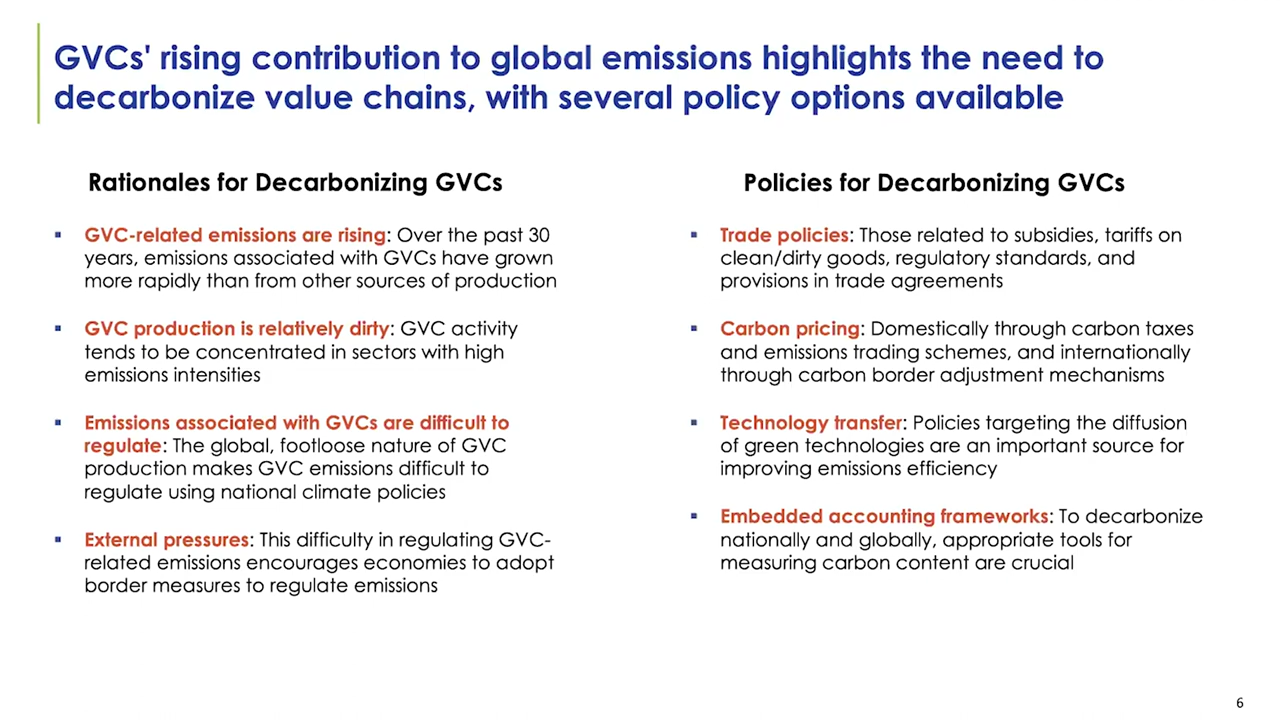 GVCs' rising contribution to global emissions highlights the need to
decarbonize value chains, with several policy options available
Rationales for Decarbonizing GVCs
▪ GVC-related emissions are rising: Over the past 30
years, emissions associated with GVCs have grown
more rapidly than from other sources of production
▪ GVC production is relatively dirty: GVC activity
tends to be concentrated in sectors with high
emissions intensities
▪ Emissions associated with GVCs are difficult to
regulate: The global, footloose nature of GVC
production makes GVC emissions difficult to
regulate using national climate policies
▪ External pressures: This difficulty in regulating GVC-
related emissions encourages economies to adopt
border measures to regulate emissions
Policies for Decarbonizing GVCs
▪ Trade policies: Those related to subsidies, tariffs on
clean/dirty goods, regulatory standards, and
provisions in trade agreements
▪ Carbon pricing: Domestically through carbon taxes
and emissions trading schemes, and internationally
through carbon border adjustment mechanisms
▪ Technology transfer: Policies targeting the diffusion
of green technologies are an important source for
improving emissions efficiency
▪ Embedded accounting frameworks: To decarbonize
nationally and globally, appropriate tools for
measuring carbon content are crucial
6